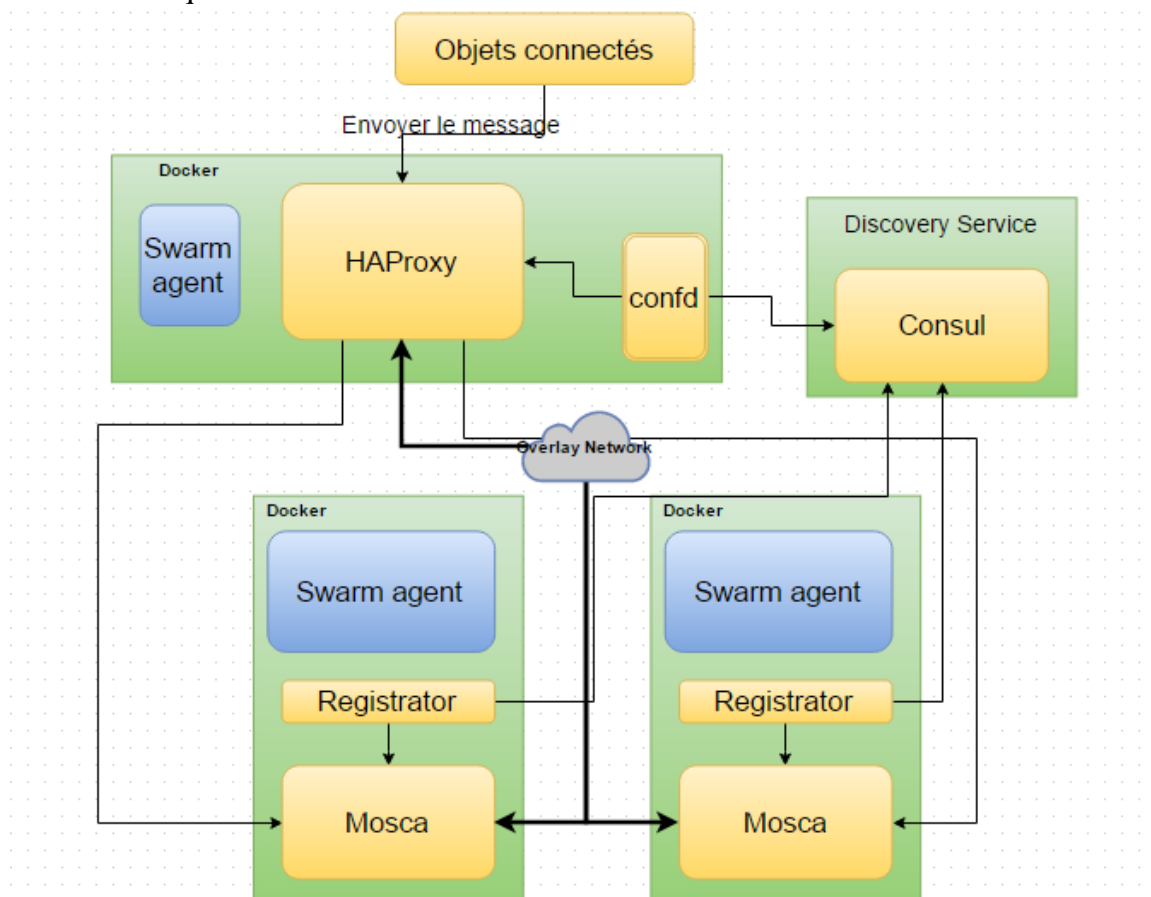 Objets connectés
Envoyer le message
Docker
Swarm
agent
HAProxy
confd
Discovery Service
Consul
Overlay Network
Docker
Swarm agent
Registrator
Mosca
Docker
Swarm agent
Registrator
Mosca